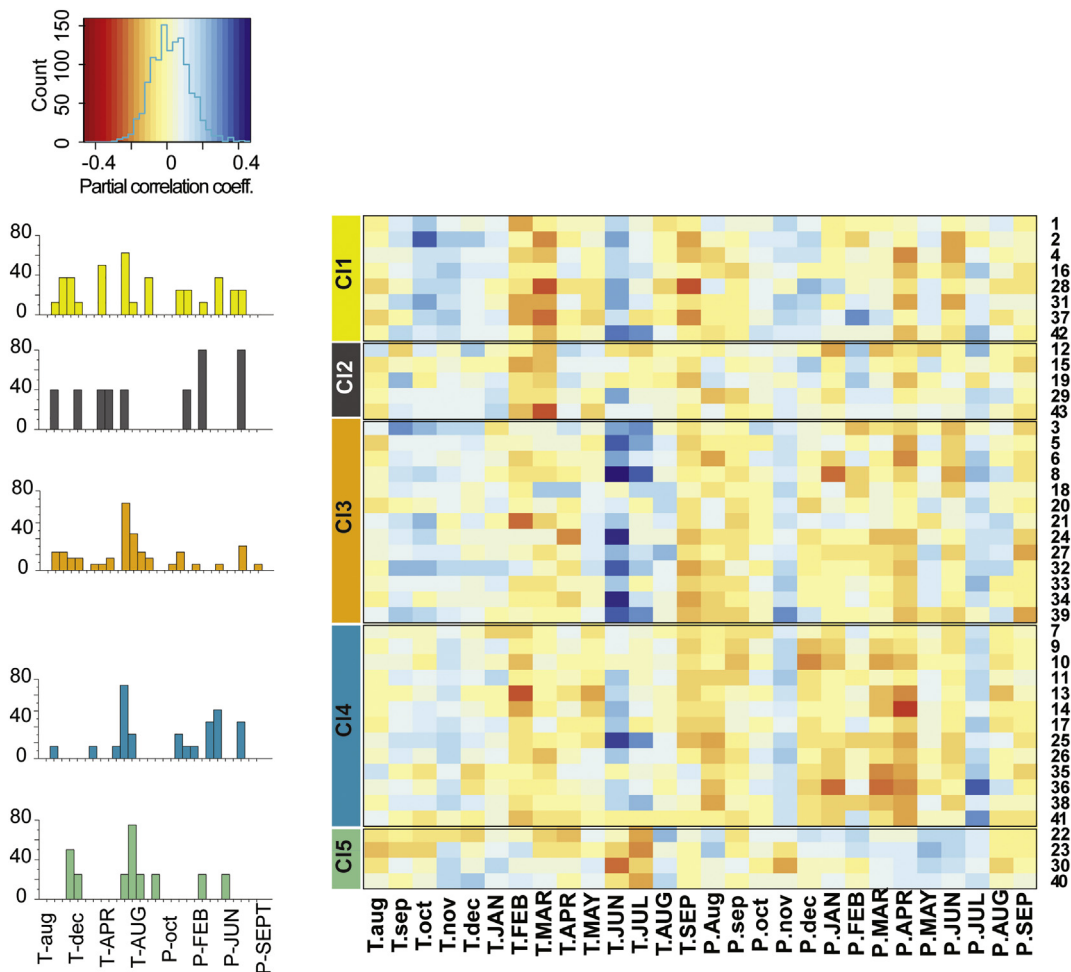 150
100
50
0
Count
-0.4
0
0.4
Partial correlation coeff.
80
40
0
80
40
0
80
40
0
80
40
0
80
40
0
T-aug
T-dec
T-APR
T-AUG
P-oct
P-FEB
P-JUN
P-SEPT
Cl1
Cl2
Cl3
Cl4
Cl5
1
2
4
16
28
31
37
42
12
15
19
29
43
3
5
6
8
18
20
21
24
27
32
33
34
39
7
9
10
11
13
14
17
25
26
35
36
38
41
22
23
30
40
T.aug
T.sep
T.oct
T.nov
T.dec
T.JAN
T.FEB
T.MAR
T.APR
T.MAY
T.JUN
T.JUL
T.AUG
T.SEP
P.Aug
P.sep
P.oct
P.nov
P.dec
P.JAN
P.FEB
P.MAR
P.APR
P.MAY
P.JUN
P.JUL
P.AUG
P.SEP